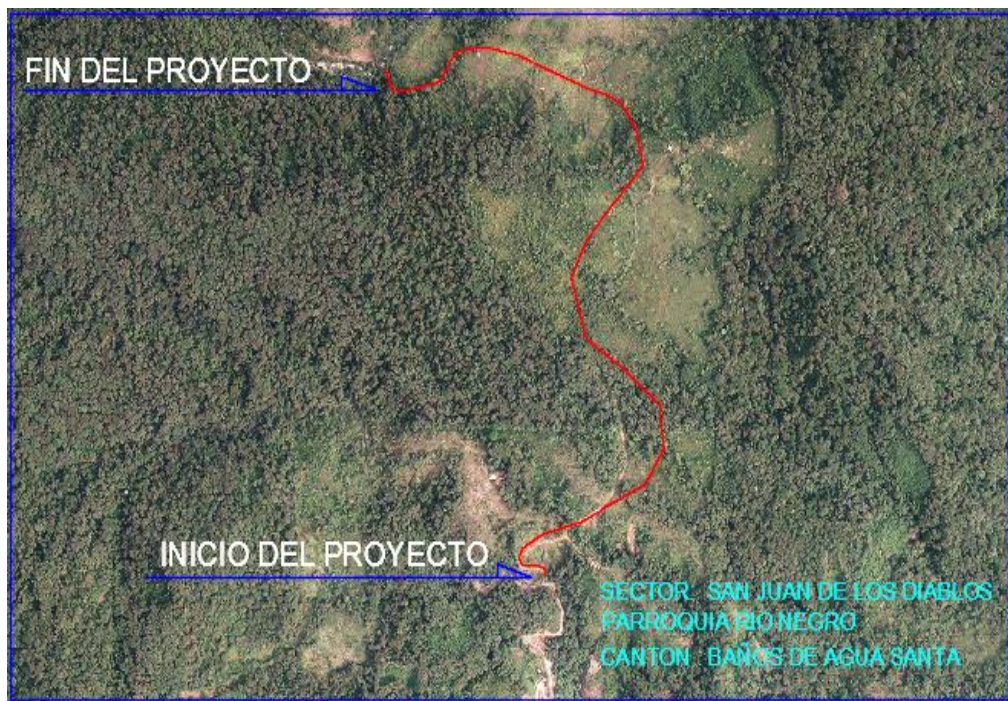 FIN DEL PROYECTO
INICIO DEL PROYECTO
SECTOR : SAN JUAN DE LOS DIABLOS
PARROQUIA RIO NEGRO
CANTON : BAÑOS DE AGUA SANTA